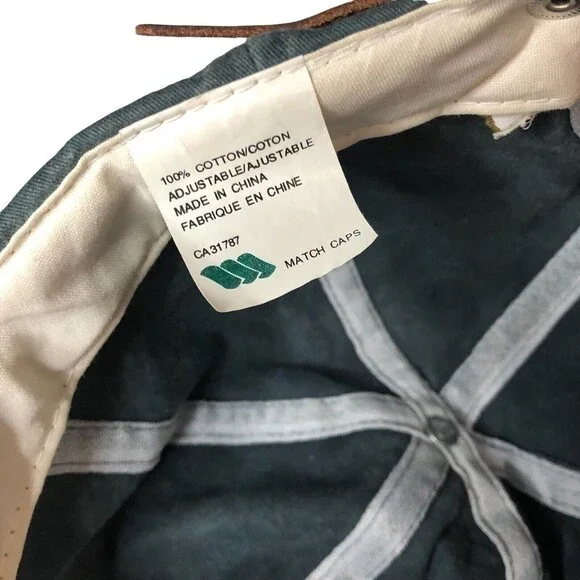 100% COTTON/COTON
ADJUSTABLE/AJUSTABLE
MADE IN CHINA
FABRIQUE EN CHINE
CA31787
MATCH CAPS